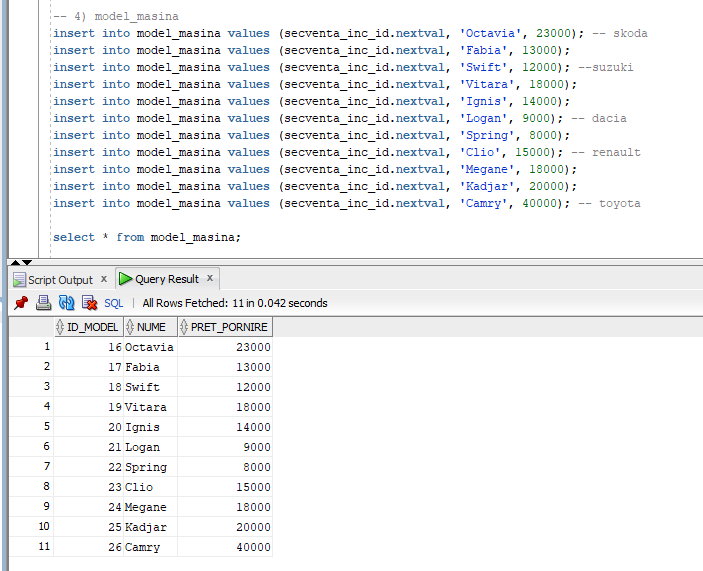 -- 4) model_masina
insert into model_masina values (secventa_inc_id.nextval, 'Octavia', 23000); -- skoda
insert into model_masina values (secventa_inc_id.nextval, 'Fabia', 13000);
insert into model_masina values (secventa_inc_id.nextval, 'Swift', 12000); --suzuki
insert into model_masina values (secventa_inc_id.nextval, 'Vitara', 18000);
insert into model_masina values (secventa_inc_id.nextval, 'Ignis', 14000);
insert into model_masina values (secventa_inc_id.nextval, 'Logan', 9000); -- dacia
insert into model_masina values (secventa_inc_id.nextval, 'Spring', 8000);
insert into model_masina values (secventa_inc_id.nextval, 'Clio', 15000); -- renault
insert into model_masina values (secventa_inc_id.nextval, 'Megane', 18000);
insert into model_masina values (secventa_inc_id.nextval, 'Kadjar', 20000);
insert into model_masina values (secventa_inc_id.nextval, 'Camry', 40000); -- toyota
select * from model_masina;
Script Output x Query Result x
SQL | All Rows Fetched: 11 in 0.042 seconds
ID_MODEL NUME PRET_PORNIRE
1 16 Octavia 23000
2 17 Fabia 13000
3 18 Swift 12000
4 19 Vitara 18000
5 20 Ignis 14000
6 21 Logan 9000
7 22 Spring 8000
8 23 Clio 15000
9 24 Megane 18000
10 25 Kadjar 20000
11 26 Camry 40000